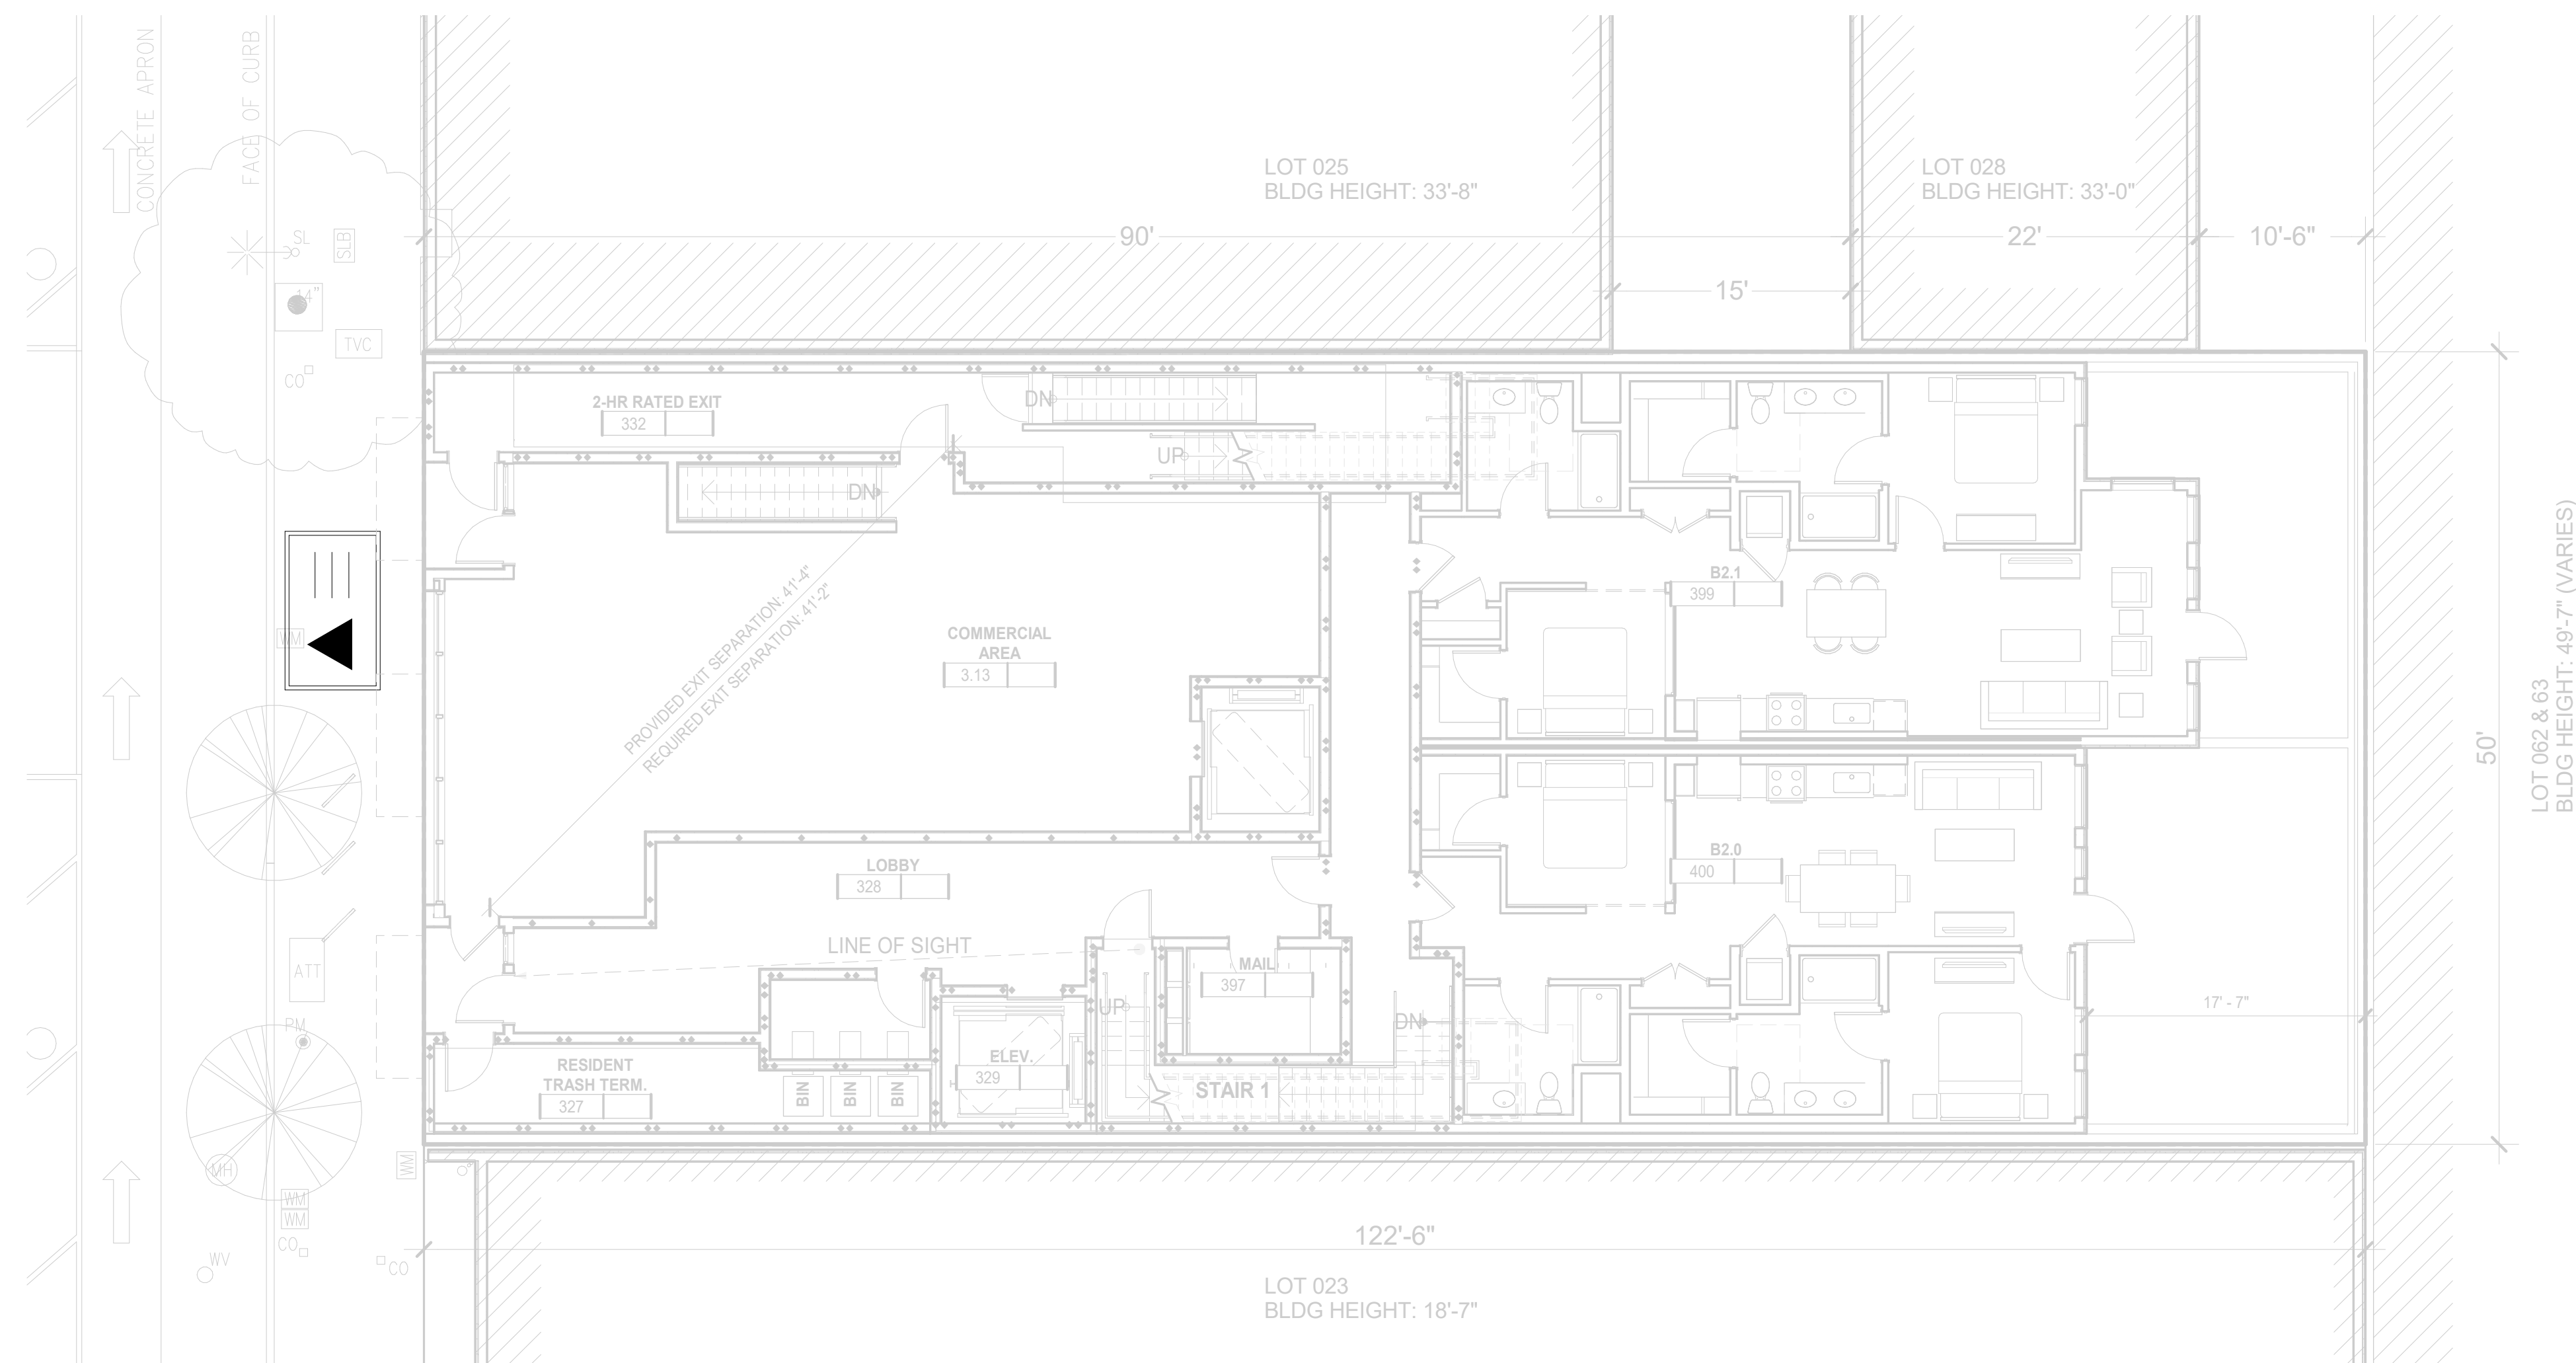 CONCRETE APRON
FACE OF CURB
LOT 025
BLDG HEIGHT: 33'-8"
LOT 028
BLDG HEIGHT: 33'-0"
90'
22'
10'-6"
15'
SL
SLB
14"
TVC
CO
2-HR RATED EXIT
332
DN
UP
DN
PROVIDED EXIT SEPARATION: 41'-4"
REQUIRED EXIT SEPARATION: 41'-2"
COMMERCIAL
AREA
3.13
B2.1
399
WM
LOT 062 & 63
BLDG HEIGHT: 49'-7" (VARIES)
50'
LOBBY
328
B2.0
400
LINE OF SIGHT
MAIL
397
ATT
PM
UP
DN
17' - 7"
RESIDENT
TRASH TERM.
327
BIN
BIN
BIN
ELEV.
329
STAIR 1
MH
WM
WM
WM
CO
WV
CO
122'-6"
LOT 023
BLDG HEIGHT: 18'-7"